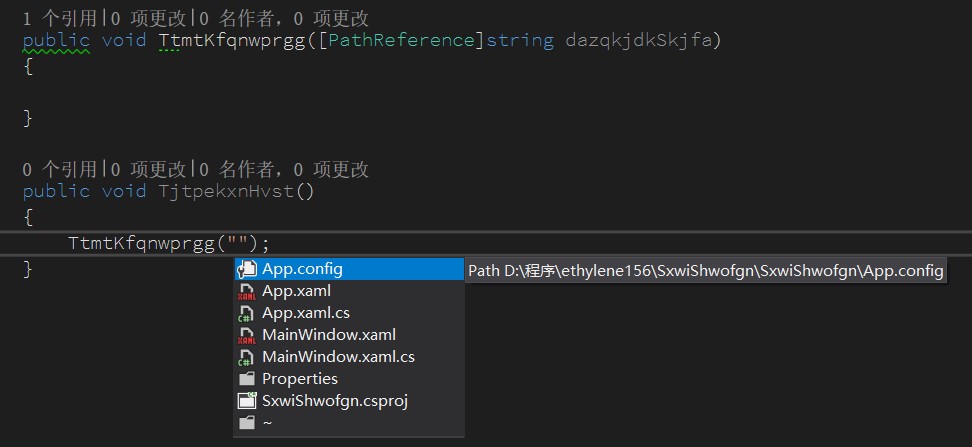 1 个引用|0 项更改|0 名作者，0 项更改
public void TtmtKfqnwprgg([PathReference]string dazqkjdkSkjfa)
{
}
0 个引用|0 项更改|0 名作者，0 项更改
public void TjtpekxnHvst()
{
TtmtKfqnwprgg("");
}
App.config
Path D:\程序\ethylene156\SxwiShwofgn\SxwiShwofgn\App.config
App.xaml
App.xaml.cs
MainWindow.xaml
MainWindow.xaml.cs
Properties
SxwiShwofgn.csproj
~